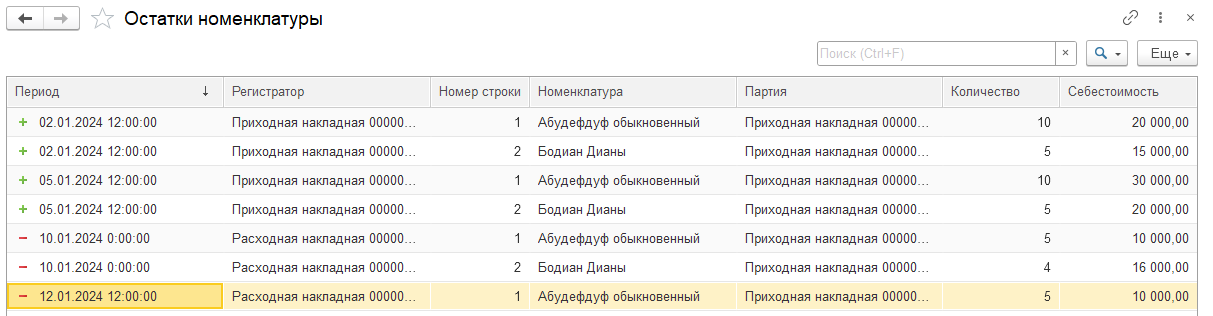 Остатки номенклатуры
Поиск (Ctrl+F) × Еще
Период ↓ Регистратор Номер строки Номенклатура Партия Количество Себестоимость
+ 02.01.2024 12:00:00 Приходная накладная 00000... 1 Абудефдуф обыкновенный Приходная накладная 00000... 10 20 000,00
+ 02.01.2024 12:00:00 Приходная накладная 00000... 2 Бодиан Дианы Приходная накладная 00000... 5 15 000,00
+ 05.01.2024 12:00:00 Приходная накладная 00000... 1 Абудефдуф обыкновенный Приходная накладная 00000... 10 30 000,00
+ 05.01.2024 12:00:00 Приходная накладная 00000... 2 Бодиан Дианы Приходная накладная 00000... 5 20 000,00
− 10.01.2024 0:00:00 Расходная накладная 00000... 1 Абудефдуф обыкновенный Приходная накладная 00000... 5 10 000,00
− 10.01.2024 0:00:00 Расходная накладная 00000... 2 Бодиан Дианы Приходная накладная 00000... 4 16 000,00
− 12.01.2024 12:00:00 Расходная накладная 00000... 1 Абудефдуф обыкновенный Приходная накладная 00000... 5 10 000,00